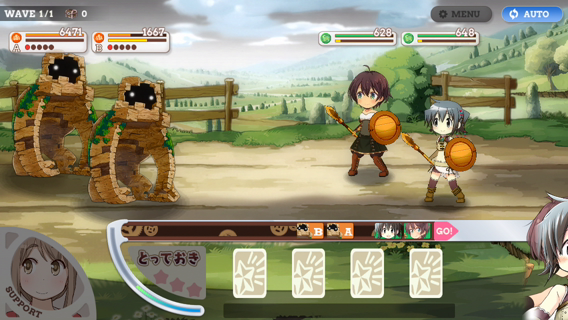 WAVE 1/1 0 MENU AUTO
6471 1667 628 648
A B
B A GO!
とっておき
SUPPORT